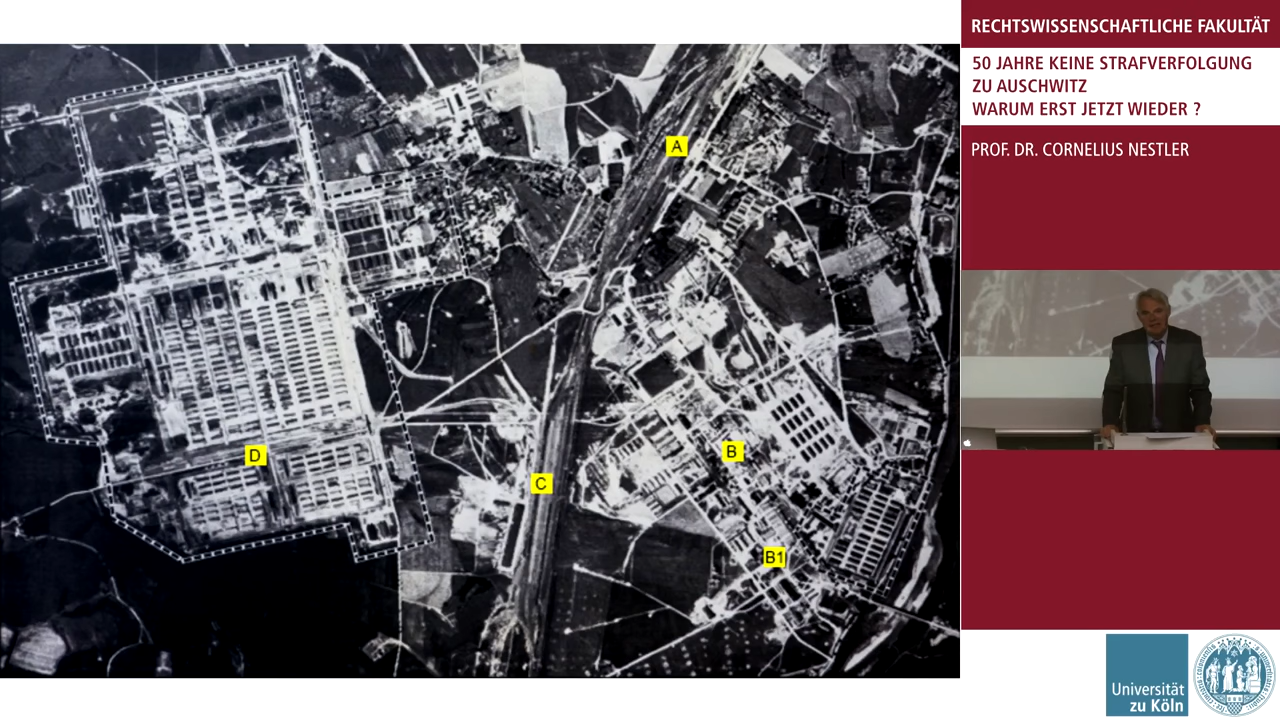 RECHTSWISSENSCHAFTLICHE FAKULTÄT
50 JAHRE KEINE STRAFVERFOLGUNG
ZU AUSCHWITZ
WARUM ERST JETZT WIEDER ?
PROF. DR. CORNELIUS NESTLER
A
B
D
C
B1
Universität
zu Köln